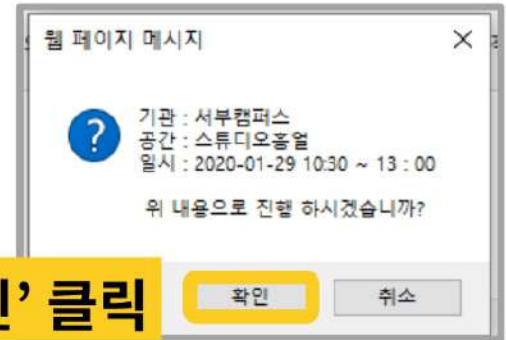 웹 페이지 메시지
기관 : 서부캠퍼스
공간 : 스튜디오흥얼
일시 : 2020-01-29 10:30 ~ 13 : 00
위 내용으로 진행 하시겠습니까?
확인
취소
’ 클릭